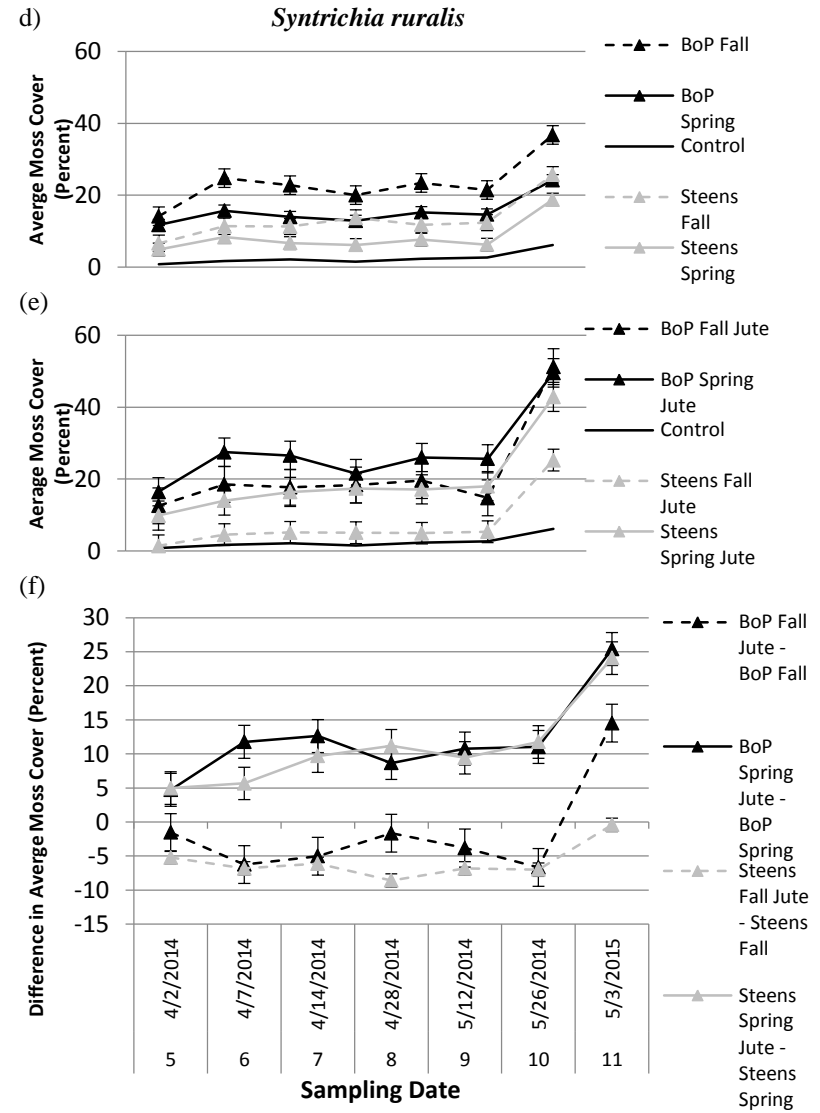 d)
Syntrichia ruralis
Averge Moss Cover
(Percent)
60
40
20
0
BoP Fall
BoP
Spring
Control
Steens
Fall
Steens
Spring
(e)
Aerage Moss Cover
(Percent)
60
40
20
0
BoP Fall Jute
BoP Spring
Jute
Control
Steens Fall
Jute
Steens
Spring Jute
(f)
Difference in Averge Moss Cover (Percent)
30
25
20
15
10
5
0
-5
-10
-15
4/2/2014
4/7/2014
4/14/2014
4/28/2014
5/12/2014
5/26/2014
5/3/2015
5
6
7
8
9
10
11
Sampling Date
BoP Fall
Jute - 
BoP Fall
BoP
Spring
Jute -
BoP
Spring
Steens
Fall Jute
- Steens
Fall
Steens
Spring
Jute -
Steens
Spring